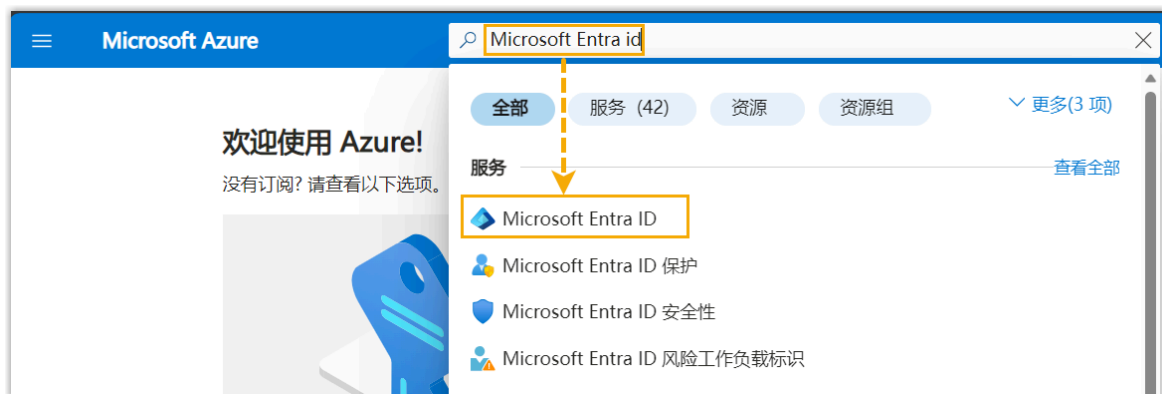 Microsoft Azure
Microsoft Entra id
全部
服务 (42)
资源
资源组
更多(3 项)
欢迎使用 Azure!
没有订阅? 请查看以下选项。
服务
查看全部
Microsoft Entra ID
Microsoft Entra ID 保护
Microsoft Entra ID 安全性
Microsoft Entra ID 风险工作负载标识